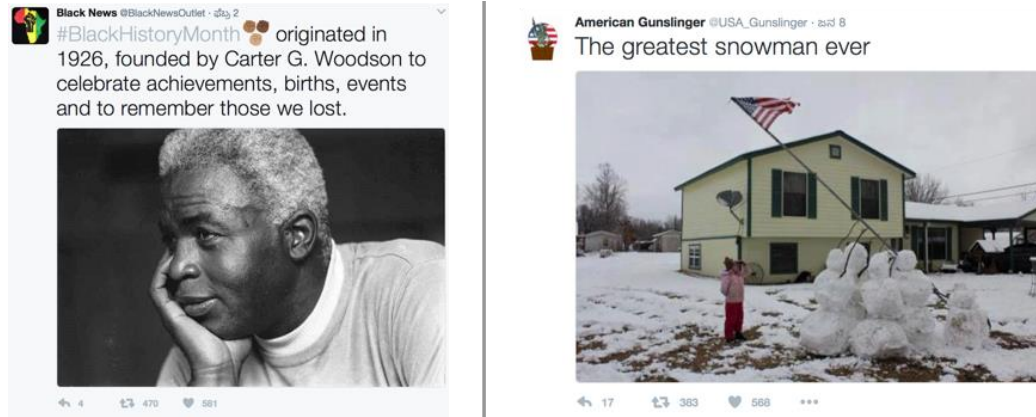 Black News @BlackNewsOutlet · ಫೆಬ್ರ 2
#BlackHistoryMonth originated in
1926, founded by Carter G. Woodson to
celebrate achievements, births, events
and to remember those we lost.
4 470 581
American Gunslinger @USA_Gunslinger · ಜನ 8
The greatest snowman ever
17 383 568